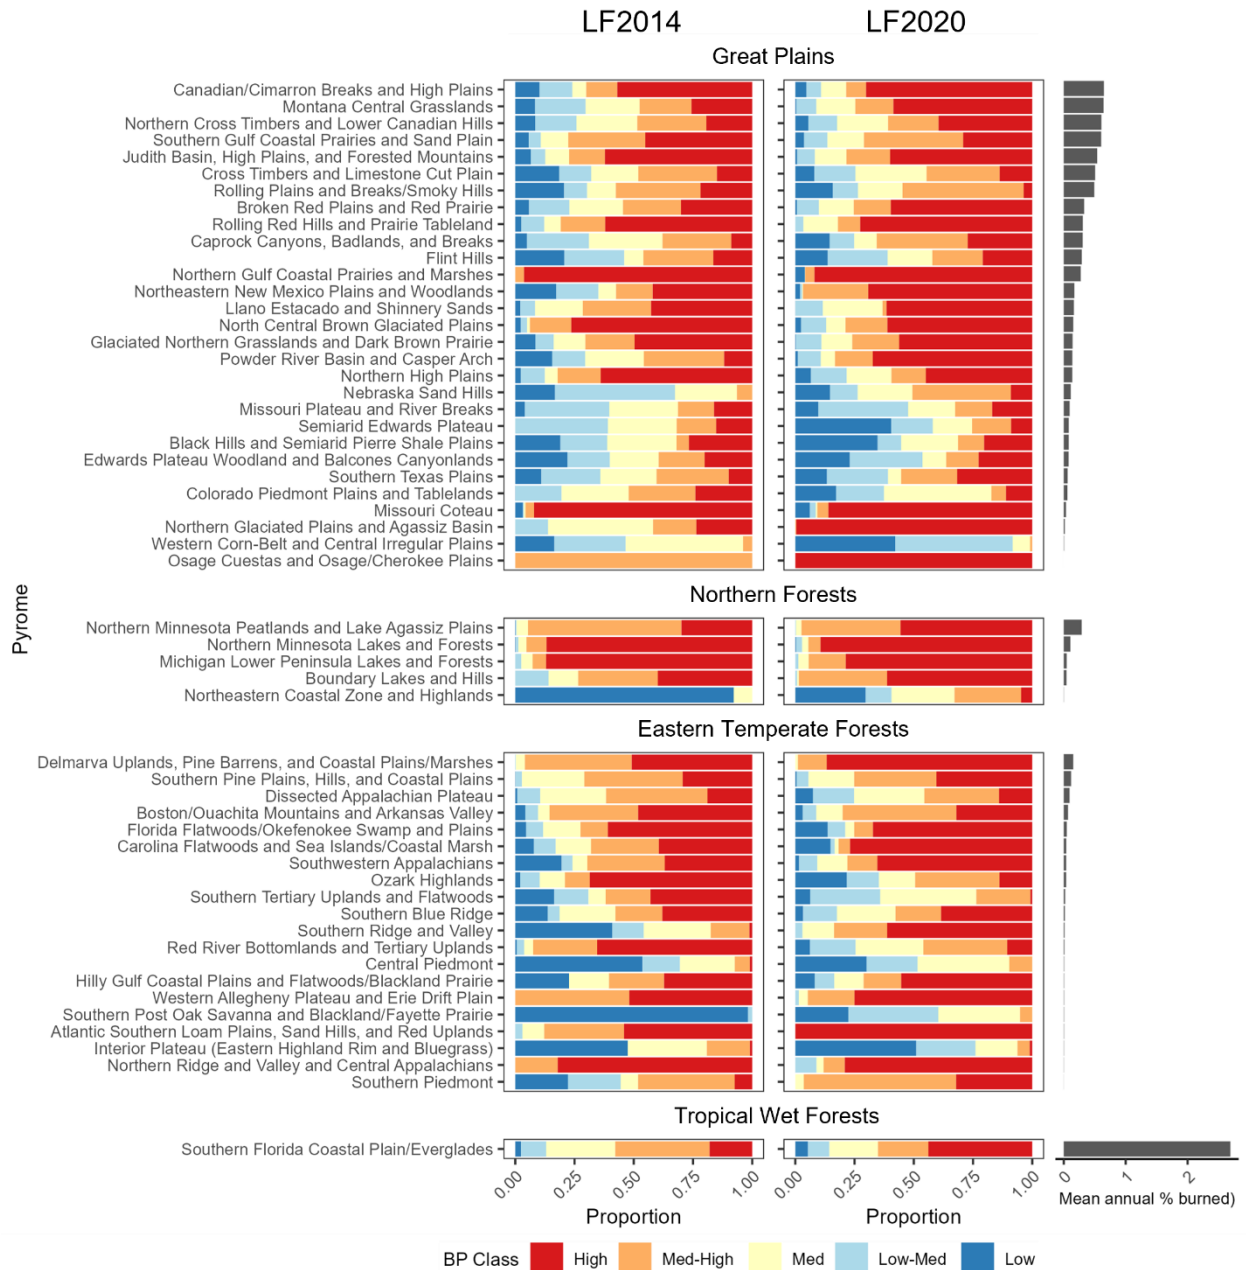 LF2014 LF2020
Great Plains
Canadian/Cimarron Breaks and High Plains
Montana Central Grasslands
Northern Cross Timbers and Lower Canadian Hills
Southern Gulf Coastal Prairies and Sand Plain
Judith Basin, High Plains, and Forested Mountains
Cross Timbers and Limestone Cut Plain
Rolling Plains and Breaks/Smoky Hills
Broken Red Plains and Red Prairie
Rolling Red Hills and Prairie Tableland
Caprock Canyons, Badlands, and Breaks
Flint Hills
Northern Gulf Coastal Prairies and Marshes
Northeastern New Mexico Plains and Woodlands
Llano Estacado and Shinnery Sands
North Central Brown Glaciated Plains
Glaciated Northern Grasslands and Dark Brown Prairie
Powder River Basin and Casper Arch
Northern High Plains
Nebraska Sand Hills
Missouri Plateau and River Breaks
Semiarid Edwards Plateau
Black Hills and Semiarid Pierre Shale Plains
Edwards Plateau Woodland and Balcones Canyonlands
Southern Texas Plains
Colorado Piedmont Plains and Tablelands
Missouri Coteau
Northern Glaciated Plains and Agassiz Basin
Western Corn-Belt and Central Irregular Plains
Osage Cuestas and Osage/Cherokee Plains
Pyrome
Northern Forests
Northern Minnesota Peatlands and Lake Agassiz Plains
Northern Minnesota Lakes and Forests
Michigan Lower Peninsula Lakes and Forests
Boundary Lakes and Hills
Northeastern Coastal Zone and Highlands
Eastern Temperate Forests
Delmarva Uplands, Pine Barrens, and Coastal Plains/Marshes
Southern Pine Plains, Hills, and Coastal Plains
Dissected Appalachian Plateau
Boston/Ouachita Mountains and Arkansas Valley
Florida Flatwoods/Okefenokee Swamp and Plains
Carolina Flatwoods and Sea Islands/Coastal Marsh
Southwestern Appalachians
Ozark Highlands
Southern Tertiary Uplands and Flatwoods
Southern Blue Ridge
Southern Ridge and Valley
Red River Bottomlands and Tertiary Uplands
Central Piedmont
Hilly Gulf Coastal Plains and Flatwoods/Blackland Prairie
Western Allegheny Plateau and Erie Drift Plain
Southern Post Oak Savanna and Blackland/Fayette Prairie
Atlantic Southern Loam Plains, Sand Hills, and Red Uplands
Interior Plateau (Eastern Highland Rim and Bluegrass)
Northern Ridge and Valley and Central Appalachians
Southern Piedmont
Tropical Wet Forests
Southern Florida Coastal Plain/Everglades
0.00 0.25 0.50 0.75 1.00 0.00 0.25 0.50 0.75 1.00 0 1 2
Proportion Proportion Mean annual % burned)
BP Class High Med-High Med Low-Med Low